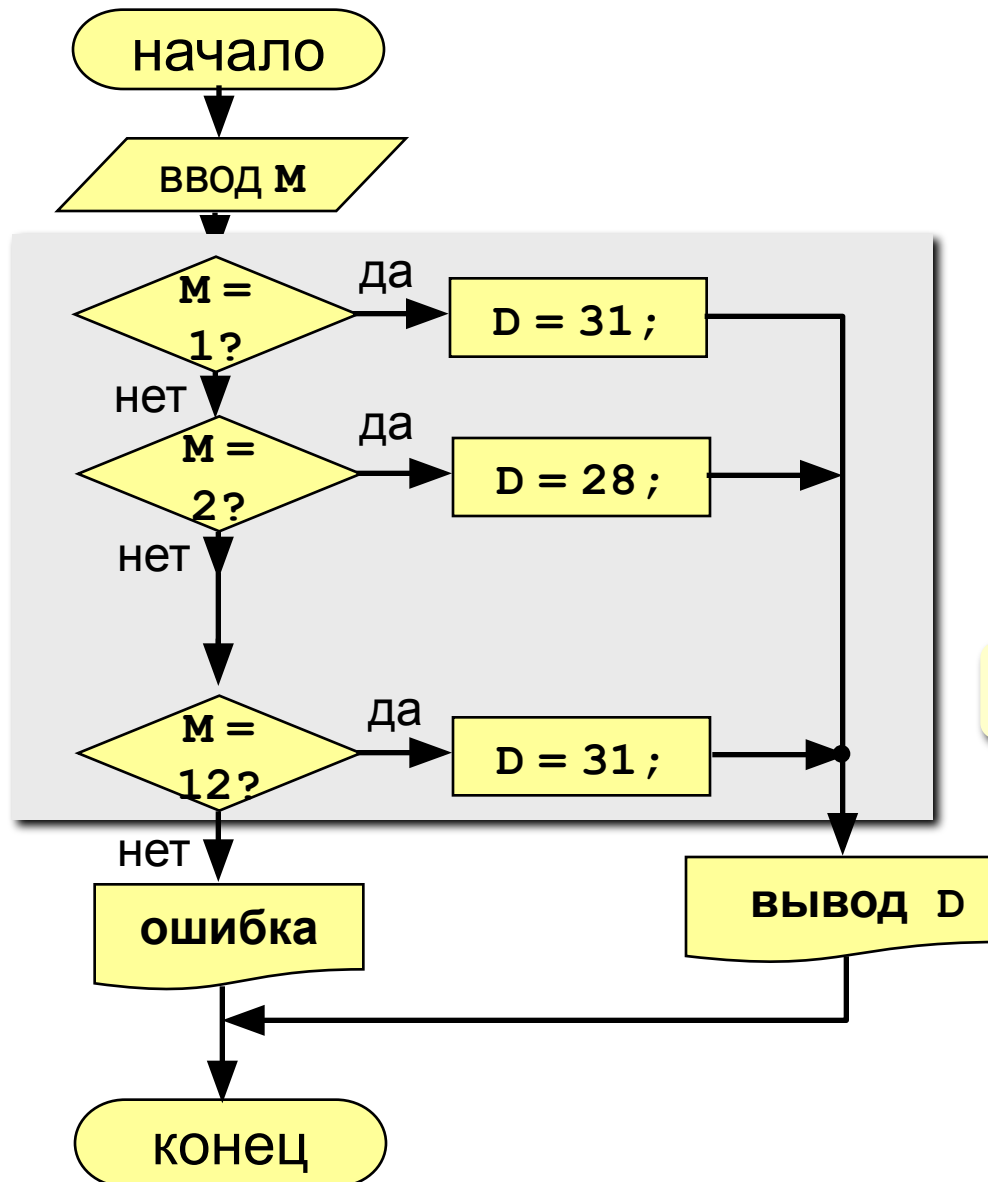 начало
ввод M
M =
1?
да
D = 31;
нет
M =
2?
да
D = 28;
нет
M =
12?
да
D = 31;
нет
ошибка
вывод D
конец